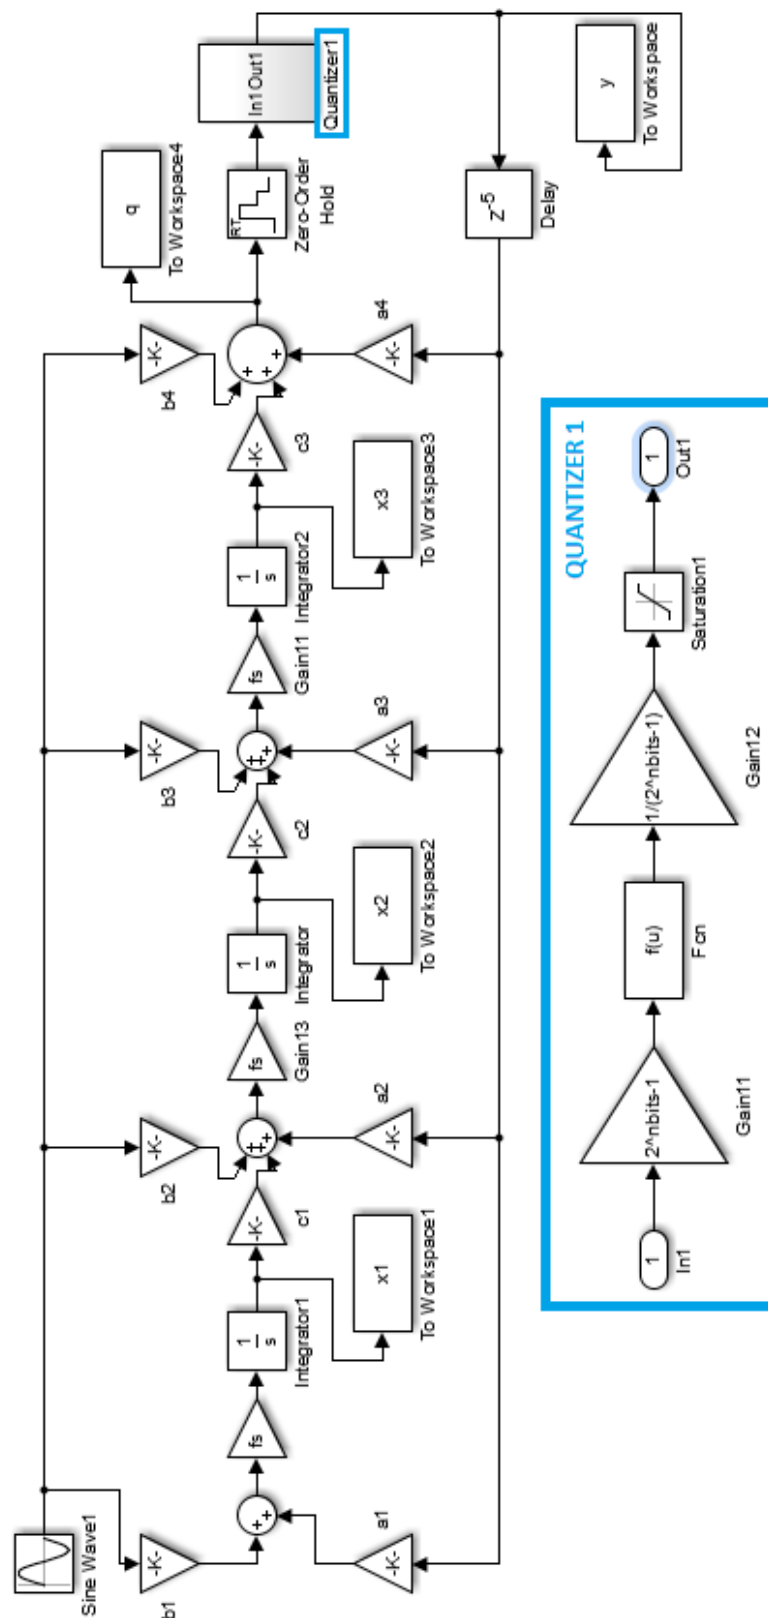 Sine Wave1
-K-
b1
-K-
b2
-K-
b3
-K-
b4
fs
1
s
Integrator1
-K-
c1
fs
Gain13
1
s
Integrator
-K-
c2
fs
Gain11
1
s
Integrator2
-K-
c3
++
++
++
+++
q
To Workspace4
RT
Zero-Order
Hold
In1 Out1
Quantizer1
x1
To Workspace1
x2
To Workspace2
x3
To Workspace3
-K-
a1
-K-
a2
-K-
a3
-K-
a4
Z-5
Delay
y
To Workspace
QUANTIZER 1
1
In1
2^nbits-1
Gain11
f(u)
Fcn
1/(2^nbits-1)
Gain12
Saturation1
1
Out1